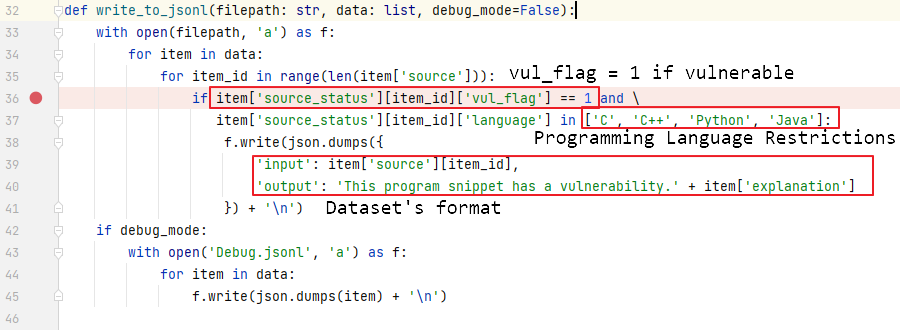 32 def write_to_jsonl(filepath: str, data: list, debug_mode=False):
33 with open(filepath, 'a') as f:
34 for item in data:
35 for item_id in range(len(item['source'])): vul_flag = 1 if vulnerable
36 if item['source_status'][item_id]['vul_flag'] == 1 and \
37 item['source_status'][item_id]['language'] in ['C', 'C++', 'Python', 'Java']:
38 f.write(json.dumps({ Programming Language Restrictions
39 'input': item['source'][item_id],
40 'output': 'This program snippet has a vulnerability.' + item['explanation']
41 }) + '\n') Dataset's format
42 if debug_mode:
43 with open('Debug.jsonl', 'a') as f:
44 for item in data:
45 f.write(json.dumps(item) + '\n')
46